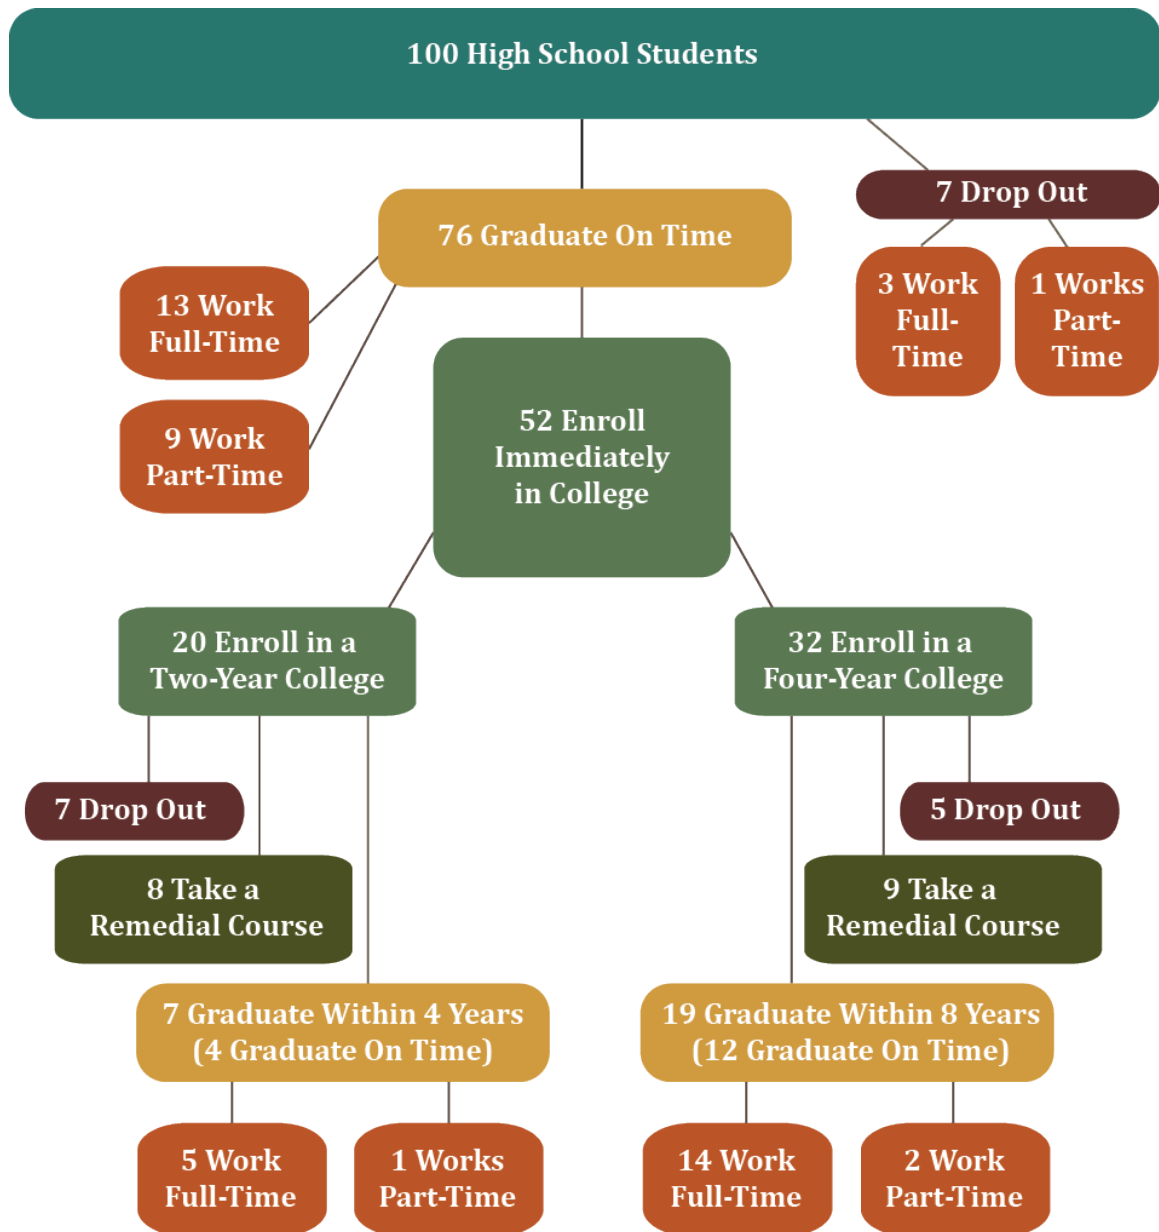 100 High School Students
7 Drop Out
76 Graduate On Time
3 Work
Full-
Time
1 Works
Part-
Time
13 Work
Full-Time
9 Work
Part-Time
52 Enroll
Immediately
in College
20 Enroll in a
Two-Year College
32 Enroll in a
Four-Year College
7 Drop Out
5 Drop Out
8 Take a
Remedial Course
9 Take a
Remedial Course
7 Graduate Within 4 Years
(4 Graduate On Time)
19 Graduate Within 8 Years
(12 Graduate On Time)
5 Work
Full-Time
1 Works
Part-Time
14 Work
Full-Time
2 Work
Part-Time